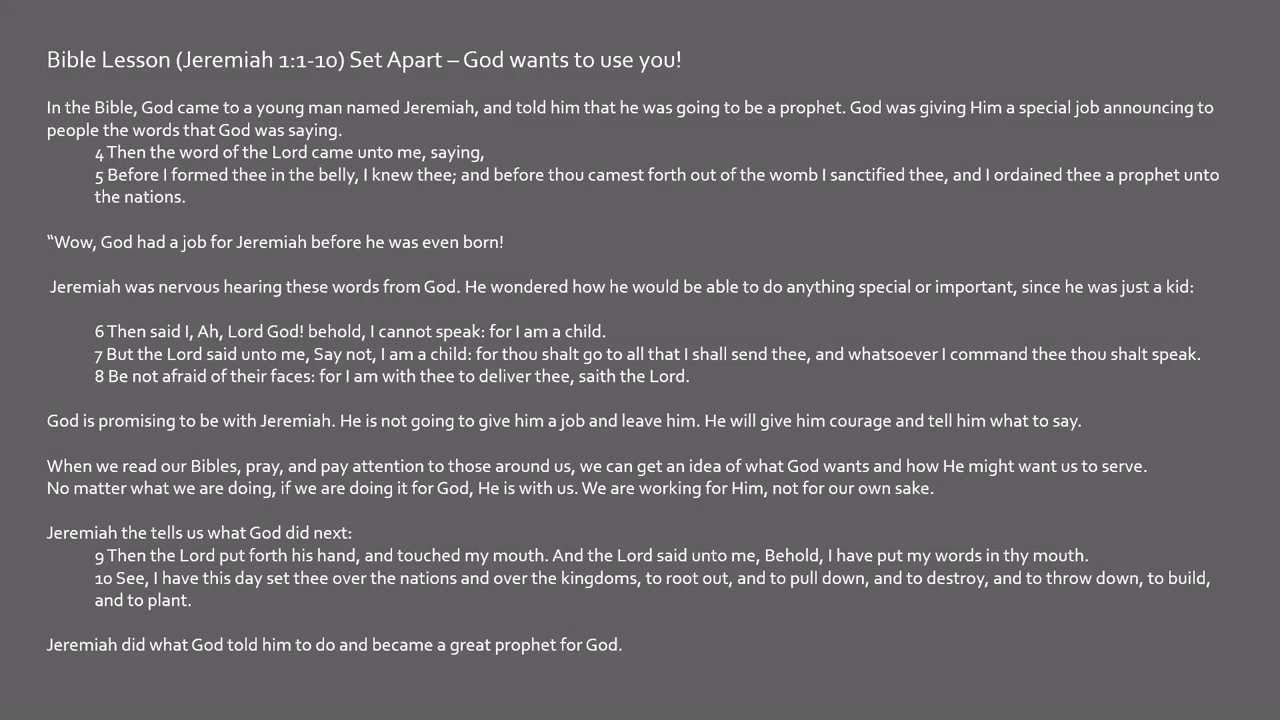 Bible Lesson (Jeremiah 1:1-10) Set Apart – God wants to use you!
In the Bible, God came to a young man named Jeremiah, and told him that he was going to be a prophet. God was giving Him a special job announcing to
people the words that God was saying.
4 Then the word of the Lord came unto me, saying,
5 Before I formed thee in the belly, I knew thee; and before thou camest forth out of the womb I sanctified thee, and I ordained thee a prophet unto
the nations.
“Wow, God had a job for Jeremiah before he was even born!
Jeremiah was nervous hearing these words from God. He wondered how he would be able to do anything special or important, since he was just a kid:
6 Then said I, Ah, Lord God! behold, I cannot speak: for I am a child.
7 But the Lord said unto me, Say not, I am a child: for thou shalt go to all that I shall send thee, and whatsoever I command thee thou shalt speak.
8 Be not afraid of their faces: for I am with thee to deliver thee, saith the Lord.
God is promising to be with Jeremiah. He is not going to give him a job and leave him. He will give him courage and tell him what to say.
When we read our Bibles, pray, and pay attention to those around us, we can get an idea of what God wants and how He might want us to serve.
No matter what we are doing, if we are doing it for God, He is with us. We are working for Him, not for our own sake.
Jeremiah the tells us what God did next:
9 Then the Lord put forth his hand, and touched my mouth. And the Lord said unto me, Behold, I have put my words in thy mouth.
10 See, I have this day set thee over the nations and over the kingdoms, to root out, and to pull down, and to destroy, and to throw down, to build,
and to plant.
Jeremiah did what God told him to do and became a great prophet for God.